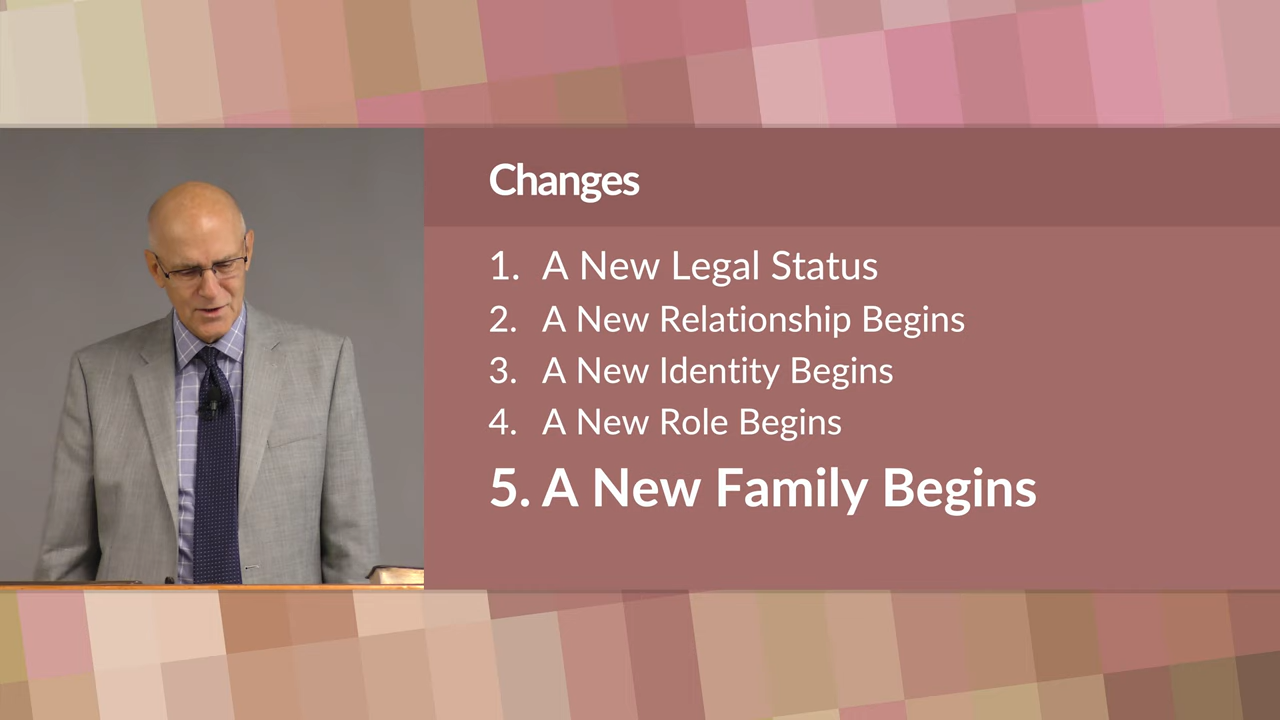 Changes
1. A New Legal Status
2. A New Relationship Begins
3. A New Identity Begins
4. A New Role Begins
5. A New Family Begins